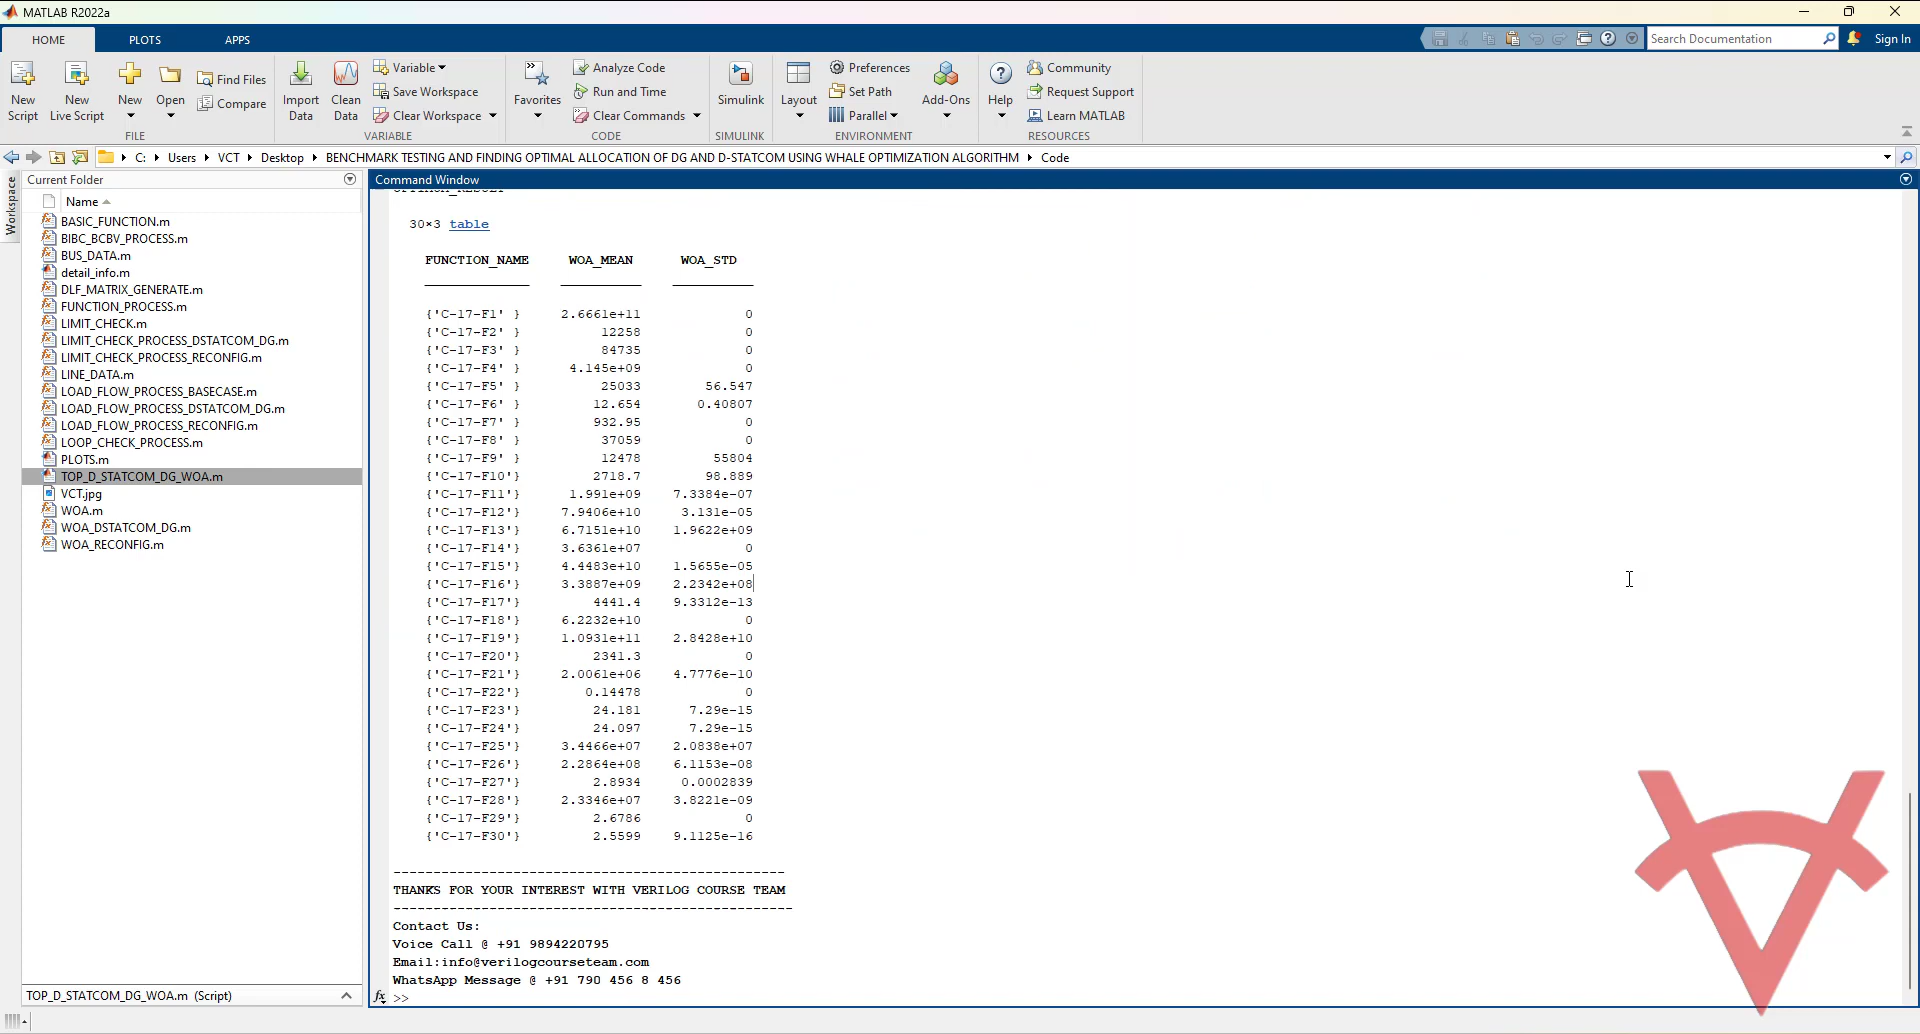 MATLAB R2022a
HOME PLOTS APPS
Search Documentation
Sign In
New Script
New Live Script
New
Open
Find Files
Compare
FILE
Import Data
Clean Data
Variable
Save Workspace
Clear Workspace
VARIABLE
Favorites
Analyze Code
Run and Time
Clear Commands
CODE
Simulink
SIMULINK
Layout
Preferences
Set Path
Parallel
Add-Ons
ENVIRONMENT
Help
Community
Request Support
Learn MATLAB
RESOURCES
C: Users VCT Desktop BENCHMARK TESTING AND FINDING OPTIMAL ALLOCATION OF DG AND D-STATCOM USING WHALE OPTIMIZATION ALGORITHM Code
Workspace
Current Folder
Name
BASIC_FUNCTION.m
BIBC_BCBV_PROCESS.m
BUS_DATA.m
detail_info.m
DLF_MATRIX_GENERATE.m
FUNCTION_PROCESS.m
LIMIT_CHECK.m
LIMIT_CHECK_PROCESS_DSTATCOM_DG.m
LIMIT_CHECK_PROCESS_RECONFIG.m
LINE_DATA.m
LOAD_FLOW_PROCESS_BASECASE.m
LOAD_FLOW_PROCESS_DSTATCOM_DG.m
LOAD_FLOW_PROCESS_RECONFIG.m
LOOP_CHECK_PROCESS.m
PLOTS.m
TOP_D_STATCOM_DG_WOA.m
VCT.jpg
WOA.m
WOA_DSTATCOM_DG.m
WOA_RECONFIG.m
TOP_D_STATCOM_DG_WOA.m (Script)
Command Window
30×3 table
FUNCTION_NAME WOA_MEAN WOA_STD
{'C-17-F1' } 2.6661e+11 0
{'C-17-F2' } 12258 0
{'C-17-F3' } 84735 0
{'C-17-F4' } 4.145e+09 0
{'C-17-F5' } 25033 56.547
{'C-17-F6' } 12.654 0.40807
{'C-17-F7' } 932.95 0
{'C-17-F8' } 37059 0
{'C-17-F9' } 12478 55804
{'C-17-F10'} 2718.7 98.889
{'C-17-F11'} 1.991e+09 7.3384e-07
{'C-17-F12'} 7.9406e+10 3.131e-05
{'C-17-F13'} 6.7151e+10 1.9622e+09
{'C-17-F14'} 3.6361e+07 0
{'C-17-F15'} 4.4483e+10 1.5655e-05
{'C-17-F16'} 3.3887e+09 2.2342e+08
{'C-17-F17'} 4441.4 9.3312e-13
{'C-17-F18'} 6.2232e+10 0
{'C-17-F19'} 1.0931e+11 2.8428e+10
{'C-17-F20'} 2341.3 0
{'C-17-F21'} 2.0061e+06 4.7776e-10
{'C-17-F22'} 0.14478 0
{'C-17-F23'} 24.181 7.29e-15
{'C-17-F24'} 24.097 7.29e-15
{'C-17-F25'} 3.4466e+07 2.0838e+07
{'C-17-F26'} 2.2864e+08 6.1153e-08
{'C-17-F27'} 2.8934 0.0002839
{'C-17-F28'} 2.3346e+07 3.8221e-09
{'C-17-F29'} 2.6786 0
{'C-17-F30'} 2.5599 9.1125e-16
-------------------------------------------------
THANKS FOR YOUR INTEREST WITH VERILOG COURSE TEAM
--------------------------------------------------
Contact Us:
Voice Call @ +91 9894220795
Email:info@verilogcourseteam.com
WhatsApp Message @ +91 790 456 8 456
fx >>